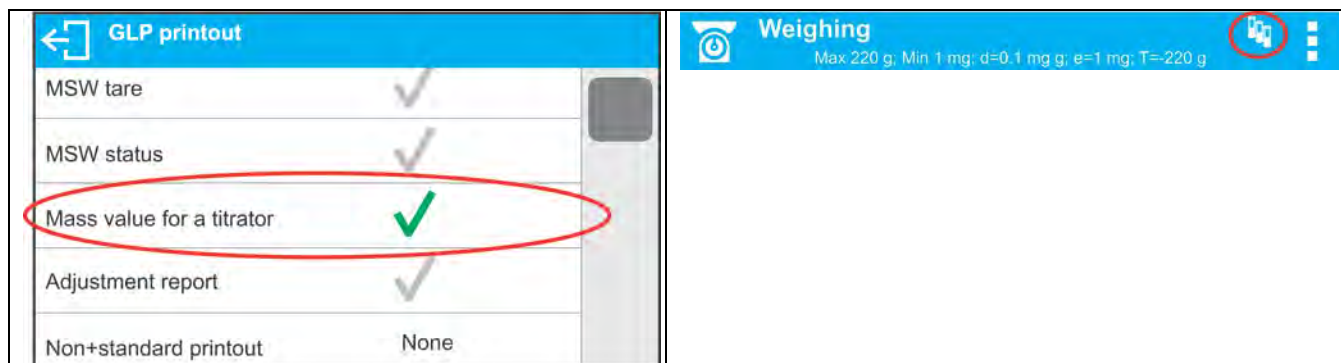 GLP printout
MSW tare
MSW status
Mass value for a titrator
Adjustment report
Non+standard printout None
Weighing
Max 220 g; Min 1 mg; d=0.1 mg g; e=1 mg; T=-220 g